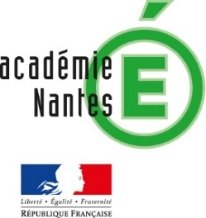 académie
Nantes
É
Liberté • Égalité • Fraternité
RÉPUBLIQUE FRANÇAISE